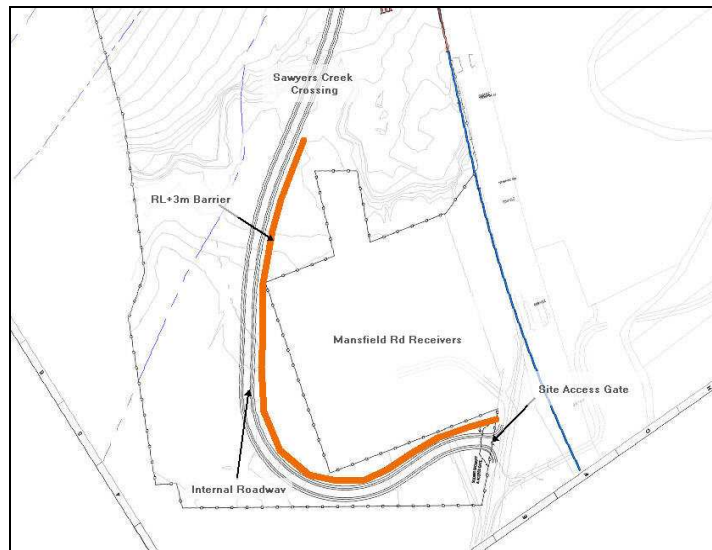 Sawyers Creek
Crossing
RL+3m Barrier
Mansfield Rd Receivers
Site Access Gate
Internal Roadway